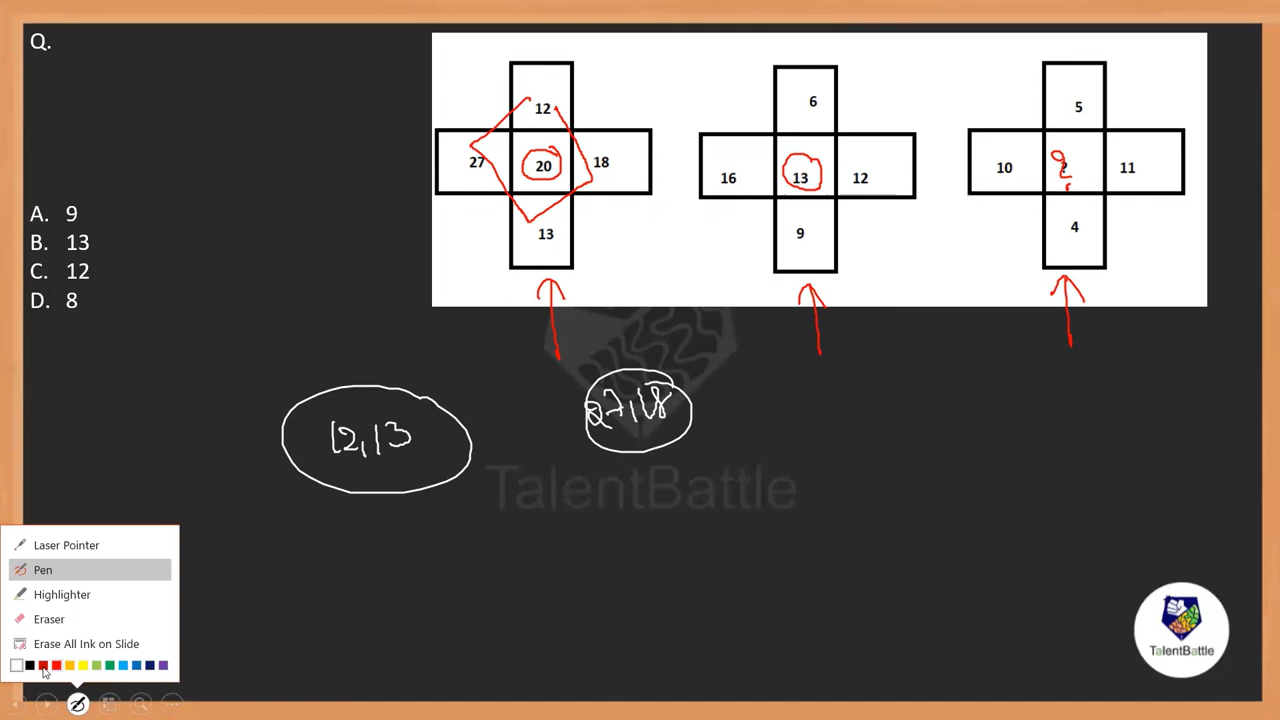 Q.
12
27 20 18
13
6
16 13 12
9
5
10 ? 11
4
A. 9
B. 13
C. 12
D. 8
12,13
27,18
TalentBattle
Laser Pointer
Pen
Highlighter
Eraser
Erase All Ink on Slide
TalentBattle